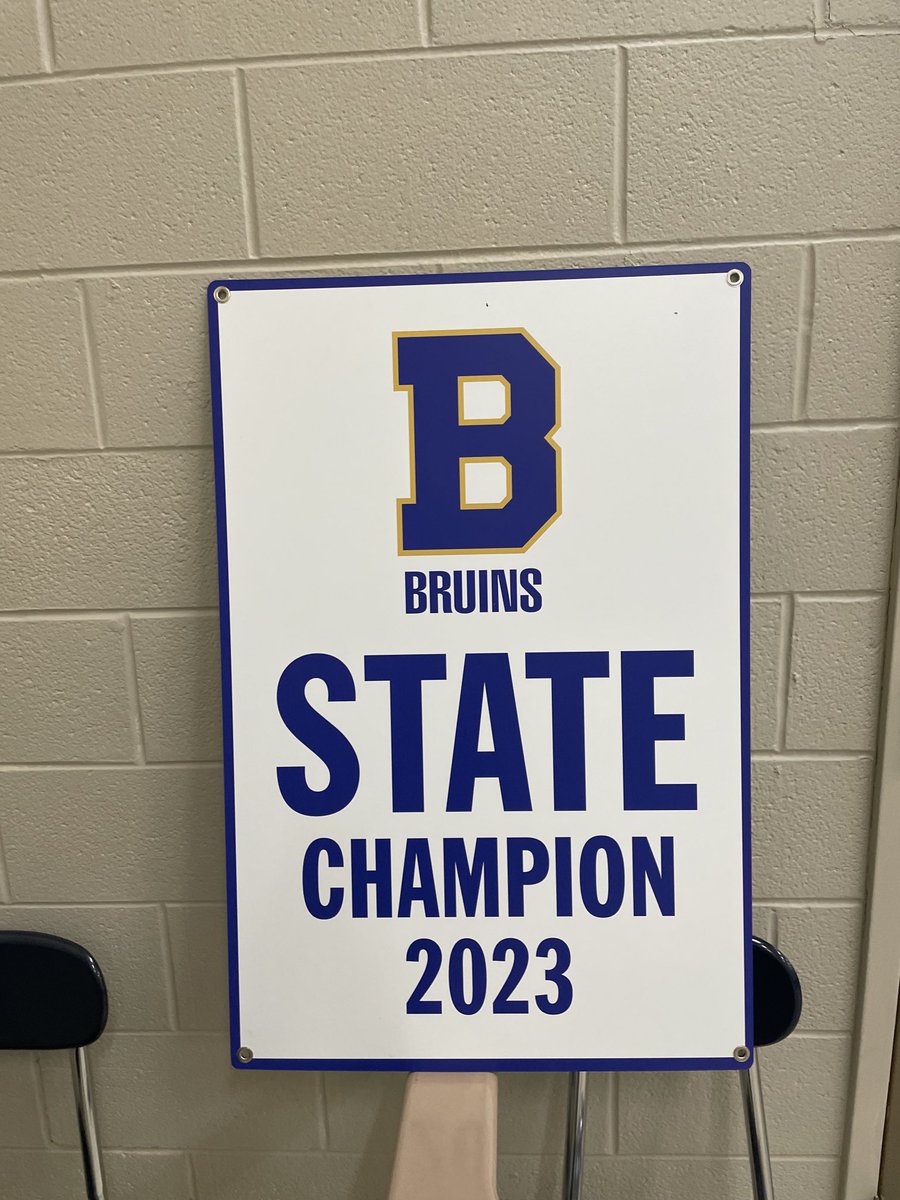 B
BRUINS
STATE
CHAMPION
2023